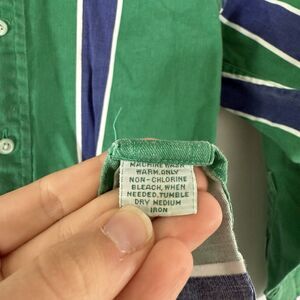 MACHINE WASH
WARM.ONLY
NON-CHLORINE
BLEACH, WHEN
NEEDED.TUMBLE
DRY MEDIUM
IRON